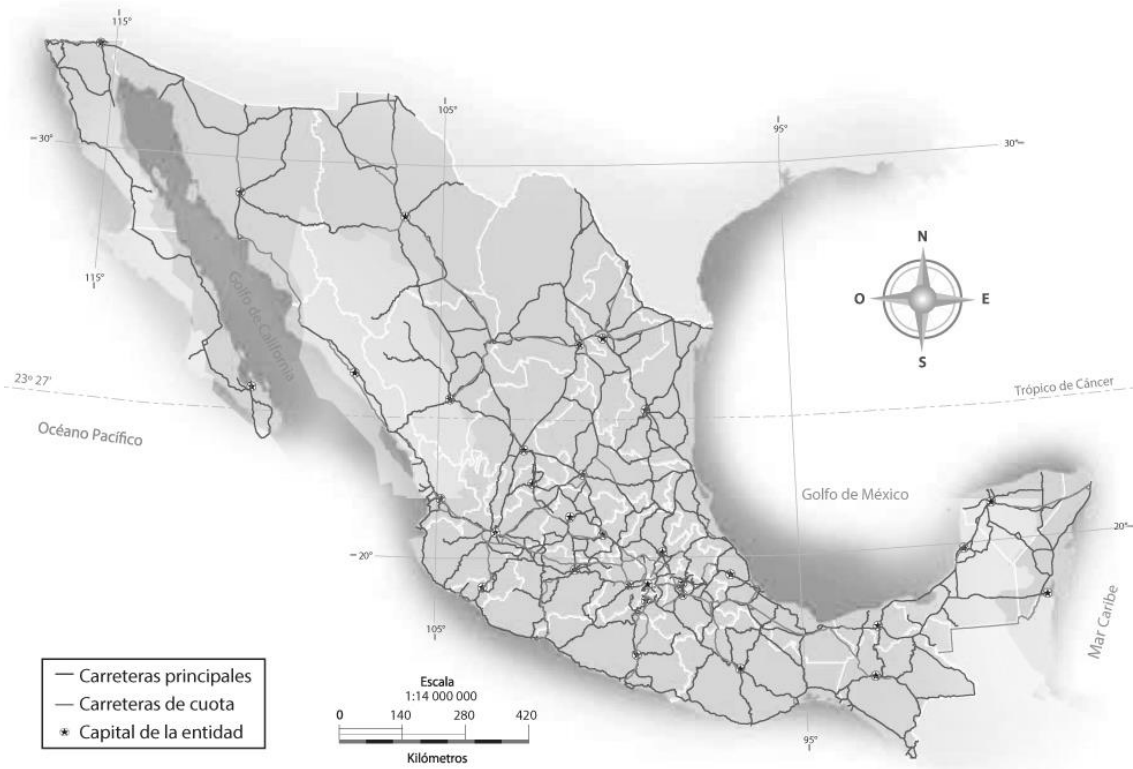 115°
105°
95°
30°
30°
N
O
E
S
115°
Golfo de California
23° 27'
Trópico de Cáncer
Océano Pacífico
Golfo de México
20°
20°
Mar Caribe
105°
95°
Carreteras principales
Carreteras de cuota
Capital de la entidad
Escala
1:14 000 000
0 140 280 420
Kilómetros